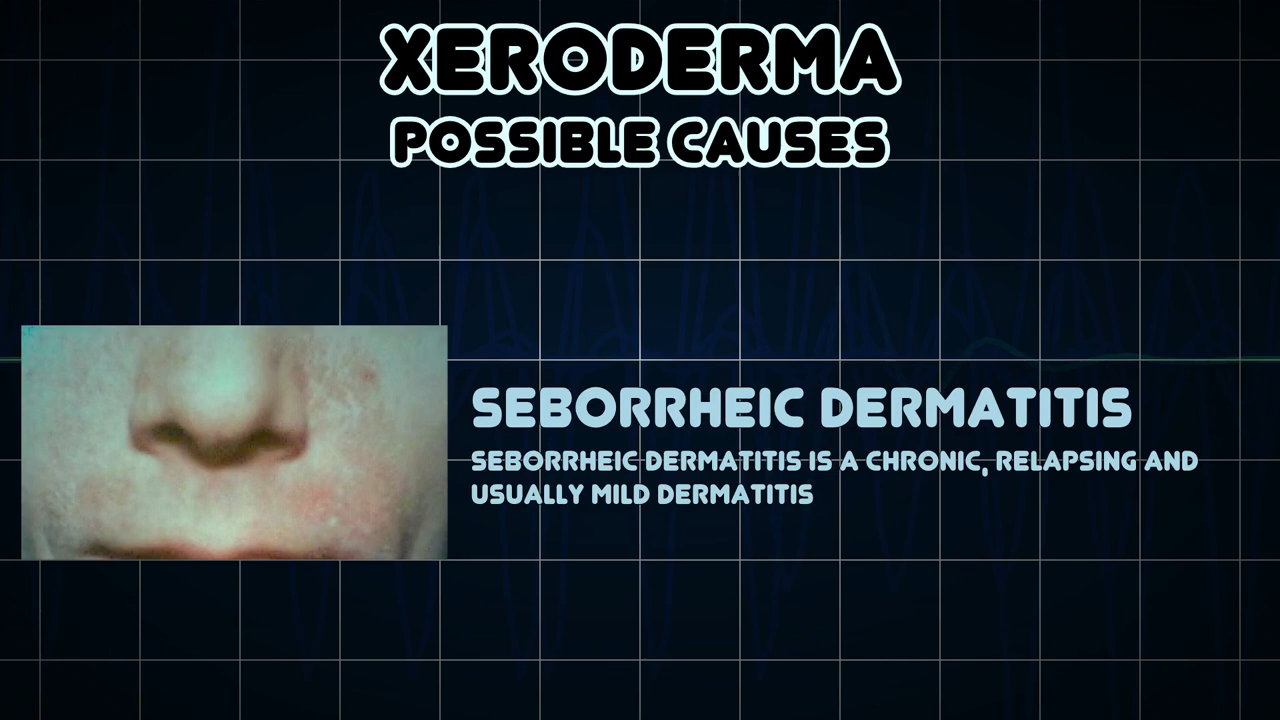 XERODERMA
POSSIBLE CAUSES
SEBORRHEIC DERMATITIS
SEBORRHEIC DERMATITIS IS A CHRONIC, RELAPSING AND
USUALLY MILD DERMATITIS